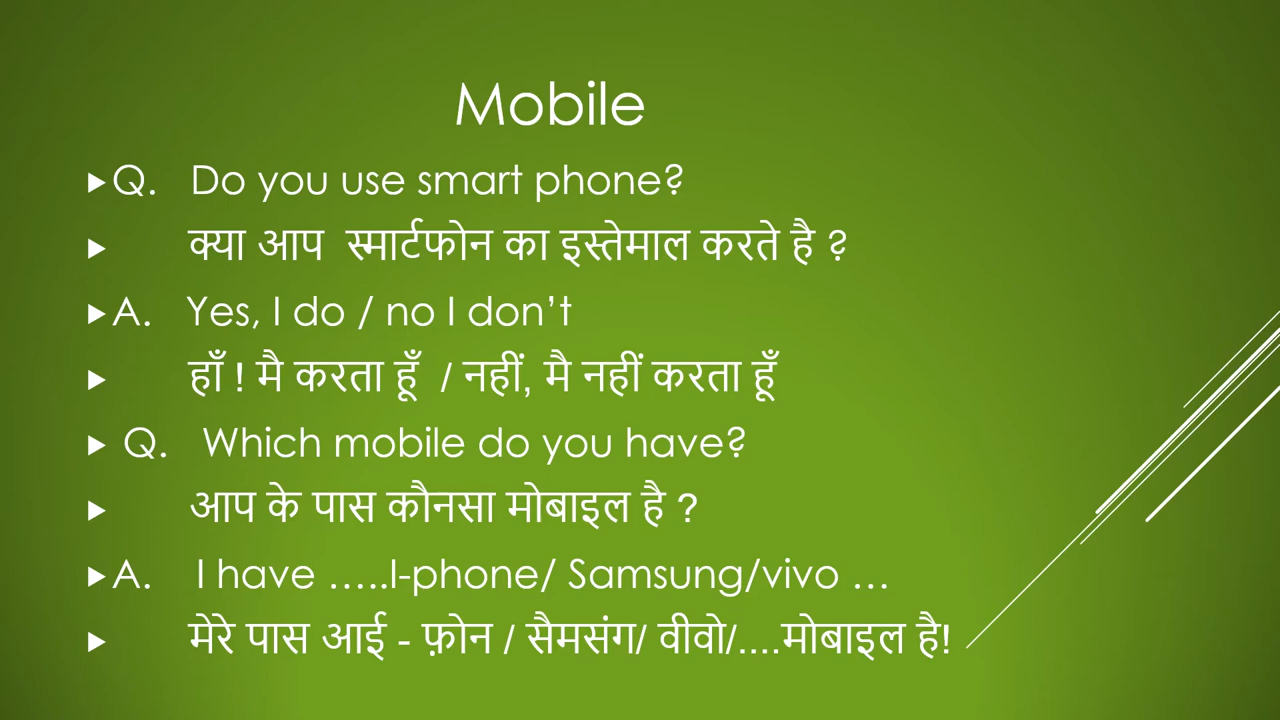 Mobile
Q. Do you use smart phone?
क्या आप स्मार्टफोन का इस्तेमाल करते है ?
A. Yes, I do / no I don’t
हाँ ! मै करता हूँ / नहीं, मै नहीं करता हूँ
Q. Which mobile do you have?
आप के पास कौनसा मोबाइल है ?
A. I have …..I-phone/ Samsung/vivo …
मेरे पास आई - फ़ोन / सैमसंग/ वीवो/....मोबाइल है!